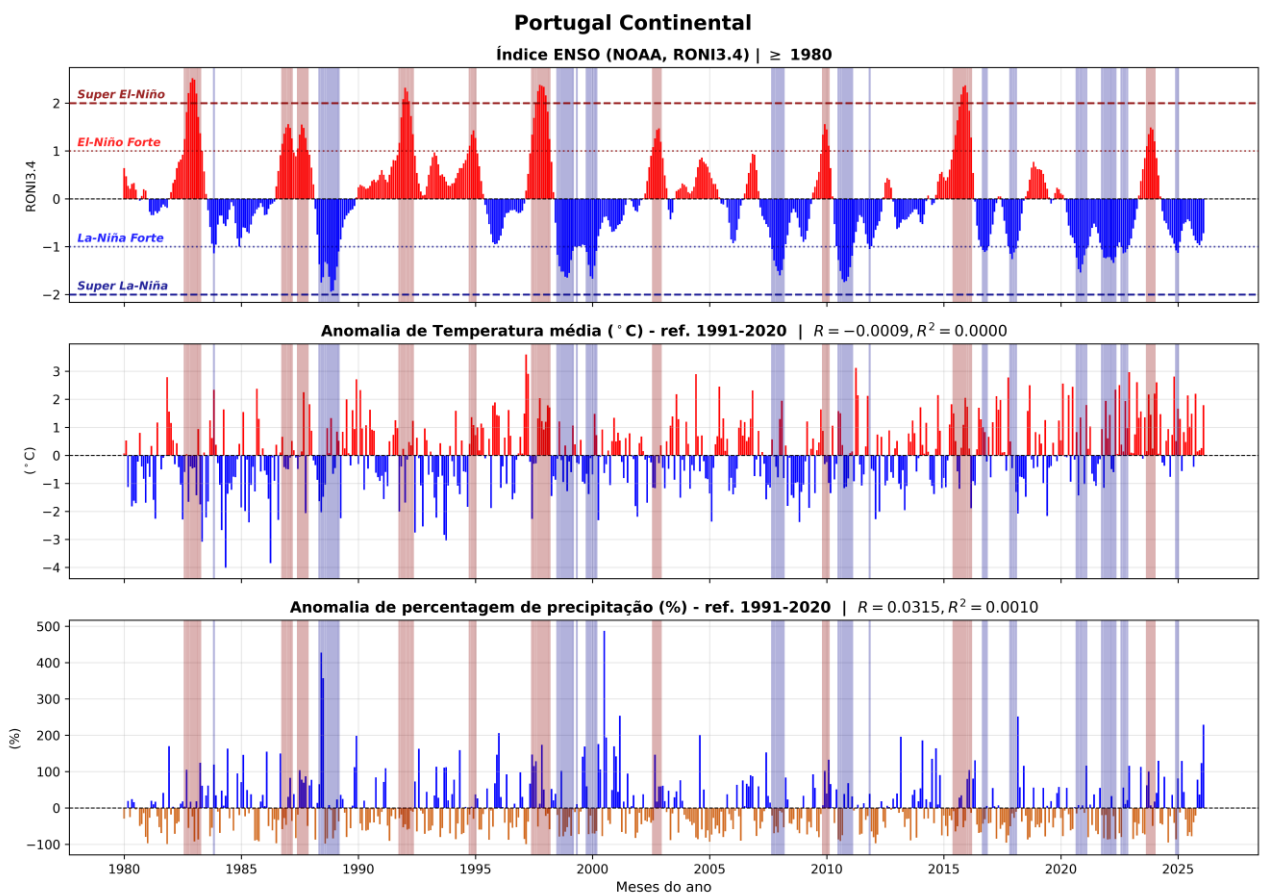 Portugal Continental
Índice ENSO (NOAA, RONI3.4) | ≥ 1980
Super El-Niño
El-Niño Forte
La-Niña Forte
Super La-Niña
RONI3.4
2
1
0
−1
−2
Anomalia de Temperatura média (°C) - ref. 1991-2020 | R = −0.0009, R² = 0.0000
(°C)
3
2
1
0
−1
−2
−3
−4
Anomalia de percentagem de precipitação (%) - ref. 1991-2020 | R = 0.0315, R² = 0.0010
(%)
500
400
300
200
100
0
−100
1980 1985 1990 1995 2000 2005 2010 2015 2020 2025
Meses do ano